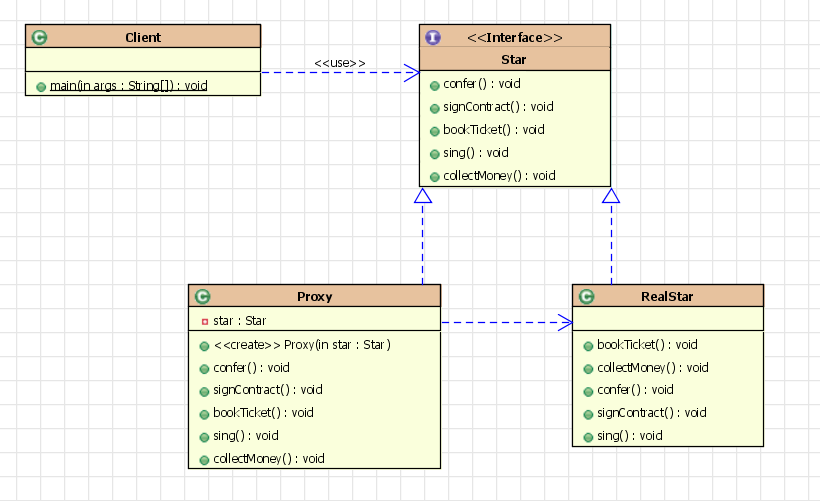 C Client
main(in args : String[]) : void
<<use>>
I <<Interface>>
Star
confer() : void
signContract() : void
bookTicket() : void
sing() : void
collectMoney() : void
C Proxy
star : Star
<<create>> Proxy(in star : Star)
confer() : void
signContract() : void
bookTicket() : void
sing() : void
collectMoney() : void
C RealStar
bookTicket() : void
collectMoney() : void
confer() : void
signContract() : void
sing() : void